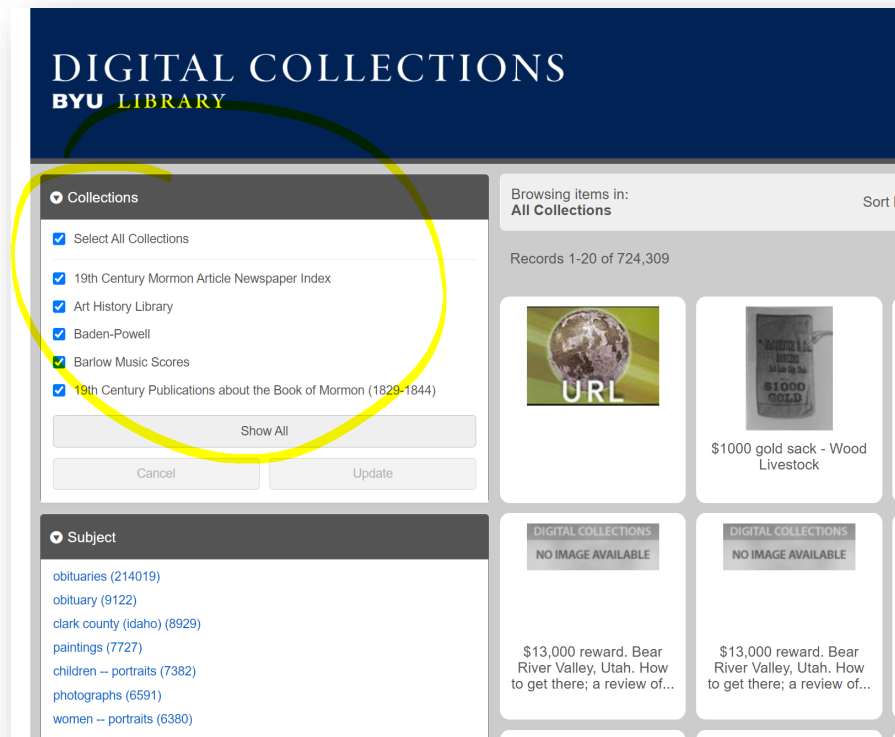 DIGITAL COLLECTIONS
BYU LIBRARY
Collections
Select All Collections
19th Century Mormon Article Newspaper Index
Art History Library
Baden-Powell
Barlow Music Scores
19th Century Publications about the Book of Mormon (1829-1844)
Show All
Cancel Update
Subject
obituaries (214019)
obituary (9122)
clark county (idaho) (8929)
paintings (7727)
children -- portraits (7382)
photographs (6591)
women -- portraits (6380)
Browsing items in:
All Collections
Sort
Records 1-20 of 724,309
URL
$1000
GOLD
$1000 gold sack - Wood
Livestock
DIGITAL COLLECTIONS
NO IMAGE AVAILABLE
$13,000 reward. Bear
River Valley, Utah. How
to get there; a review of...
DIGITAL COLLECTIONS
NO IMAGE AVAILABLE
$13,000 reward. Bear
River Valley, Utah. How
to get there; a review of...